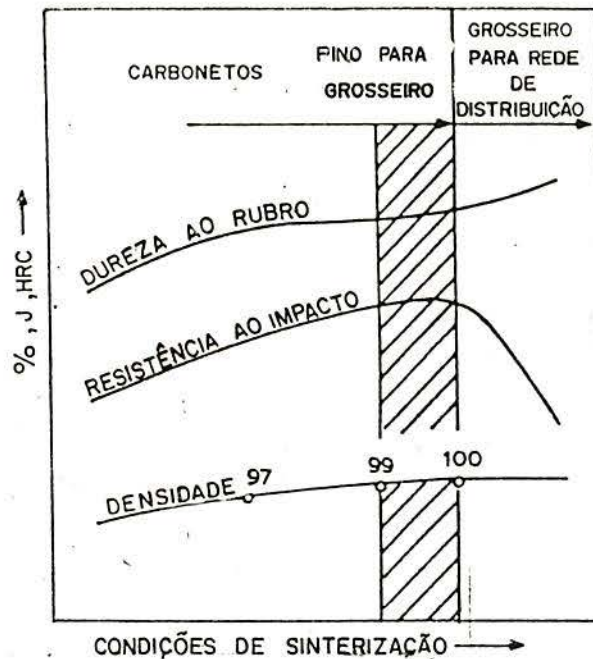 CARBONETOS
FINO PARA
GROSSEIRO
GROSSEIRO
PARA REDE
DE
DISTRIBUIÇÃO
DUREZA AO RUBRO
RESISTÊNCIA AO IMPACTO
DENSIDADE 97
99
100
%, J, HRC
CONDIÇÕES DE SINTERIZAÇÃO